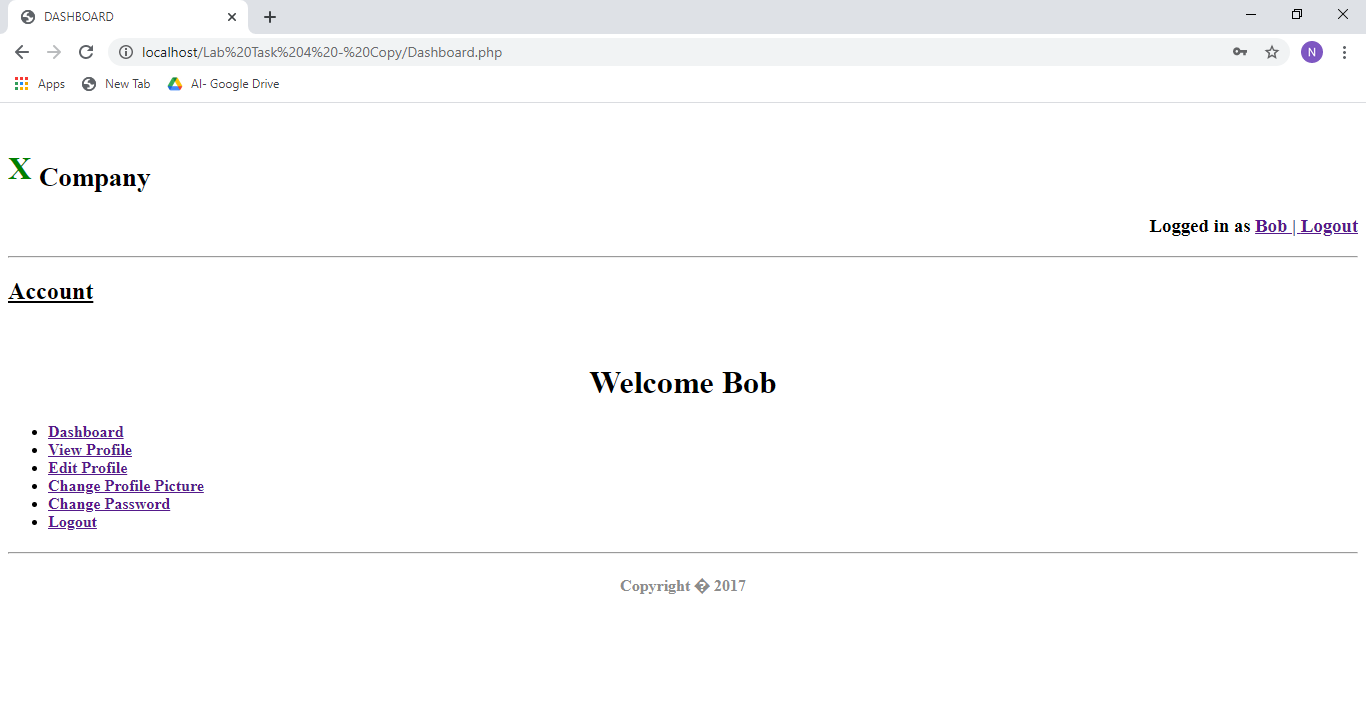 DASHBOARD
localhost/Lab%20Task%204%20-%20Copy/Dashboard.php
N
Apps New Tab AI- Google Drive
X Company
Logged in as Bob | Logout
Account
Welcome Bob
Dashboard
View Profile
Edit Profile
Change Profile Picture
Change Password
Logout
Copyright � 2017